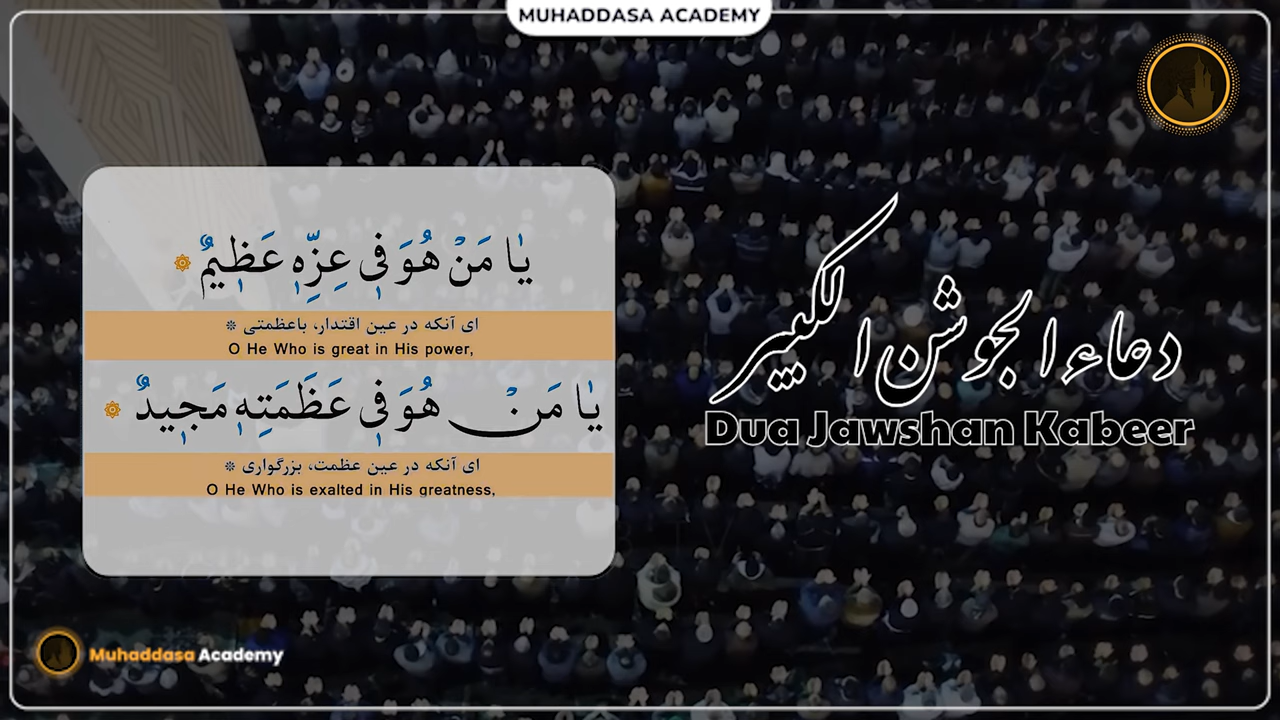 MUHADDASA ACADEMY
يٰا مَنْ هُوَ فٖى عِزِّهٖ عَظٖيمٌ ۞
ای آنکه در عین اقتدار، باعظمتی *
O He Who is great in His power,
يٰا مَنْ هُوَ فٖى عَظَمَتِهٖ مَجٖيدٌ ۞
ای آنکه در عین عظمت، بزرگواری *
O He Who is exalted in His greatness,
دعاء الجوشن الكبير
Dua Jawshan Kabeer
Muhaddasa Academy